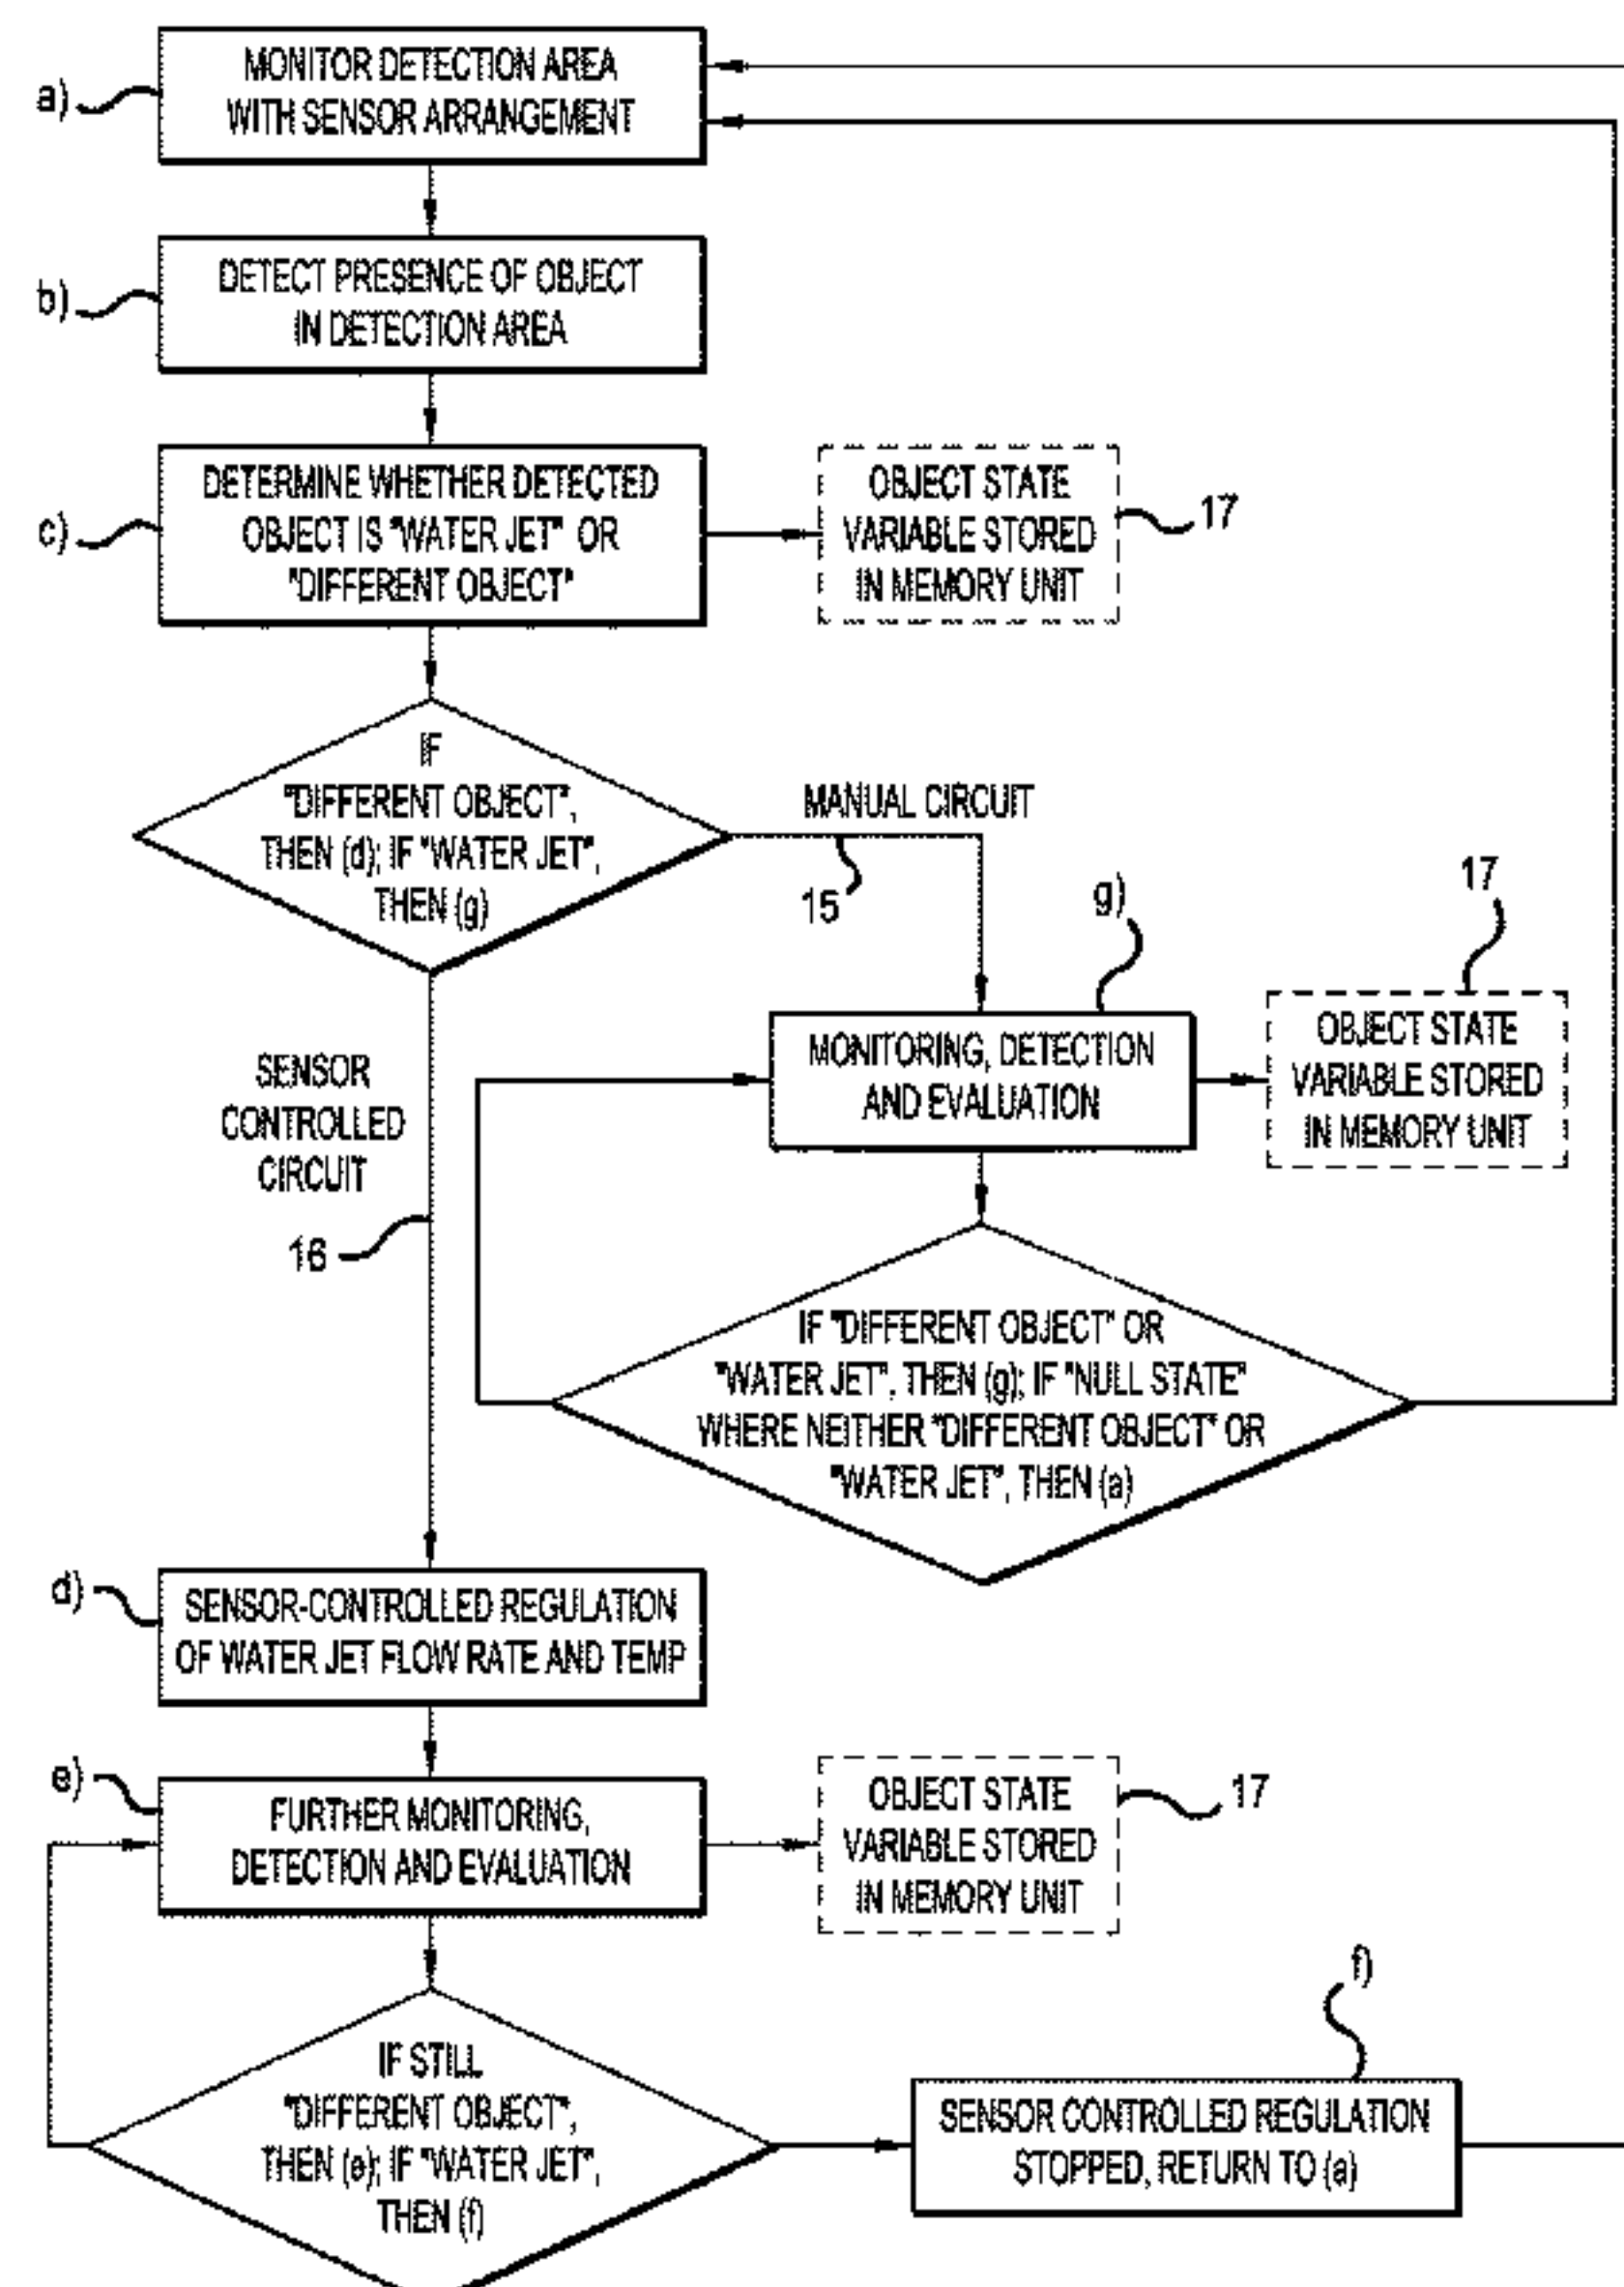 a)
MONITOR DETECTION AREA
WITH SENSOR ARRANGEMENT
b)
DETECT PRESENCE OF OBJECT
IN DETECTION AREA
c)
DETERMINE WHETHER DETECTED
OBJECT IS "WATER JET" OR
"DIFFERENT OBJECT"
OBJECT STATE
VARIABLE STORED
IN MEMORY UNIT
17
IF
"DIFFERENT OBJECT",
THEN (d); IF "WATER JET",
THEN (g)
MANUAL CIRCUIT
15
g)
17
MONITORING, DETECTION
AND EVALUATION
OBJECT STATE
VARIABLE STORED
IN MEMORY UNIT
SENSOR
CONTROLLED
CIRCUIT
16
IF "DIFFERENT OBJECT" OR
"WATER JET", THEN (g); IF "NULL STATE"
WHERE NEITHER "DIFFERENT OBJECT" OR
"WATER JET", THEN (a)
d)
SENSOR-CONTROLLED REGULATION
OF WATER JET FLOW RATE AND TEMP
e)
FURTHER MONITORING,
DETECTION AND EVALUATION
OBJECT STATE
VARIABLE STORED
IN MEMORY UNIT
17
IF STILL
"DIFFERENT OBJECT",
THEN (e); IF "WATER JET",
THEN (f)
f)
SENSOR CONTROLLED REGULATION
STOPPED, RETURN TO (a)